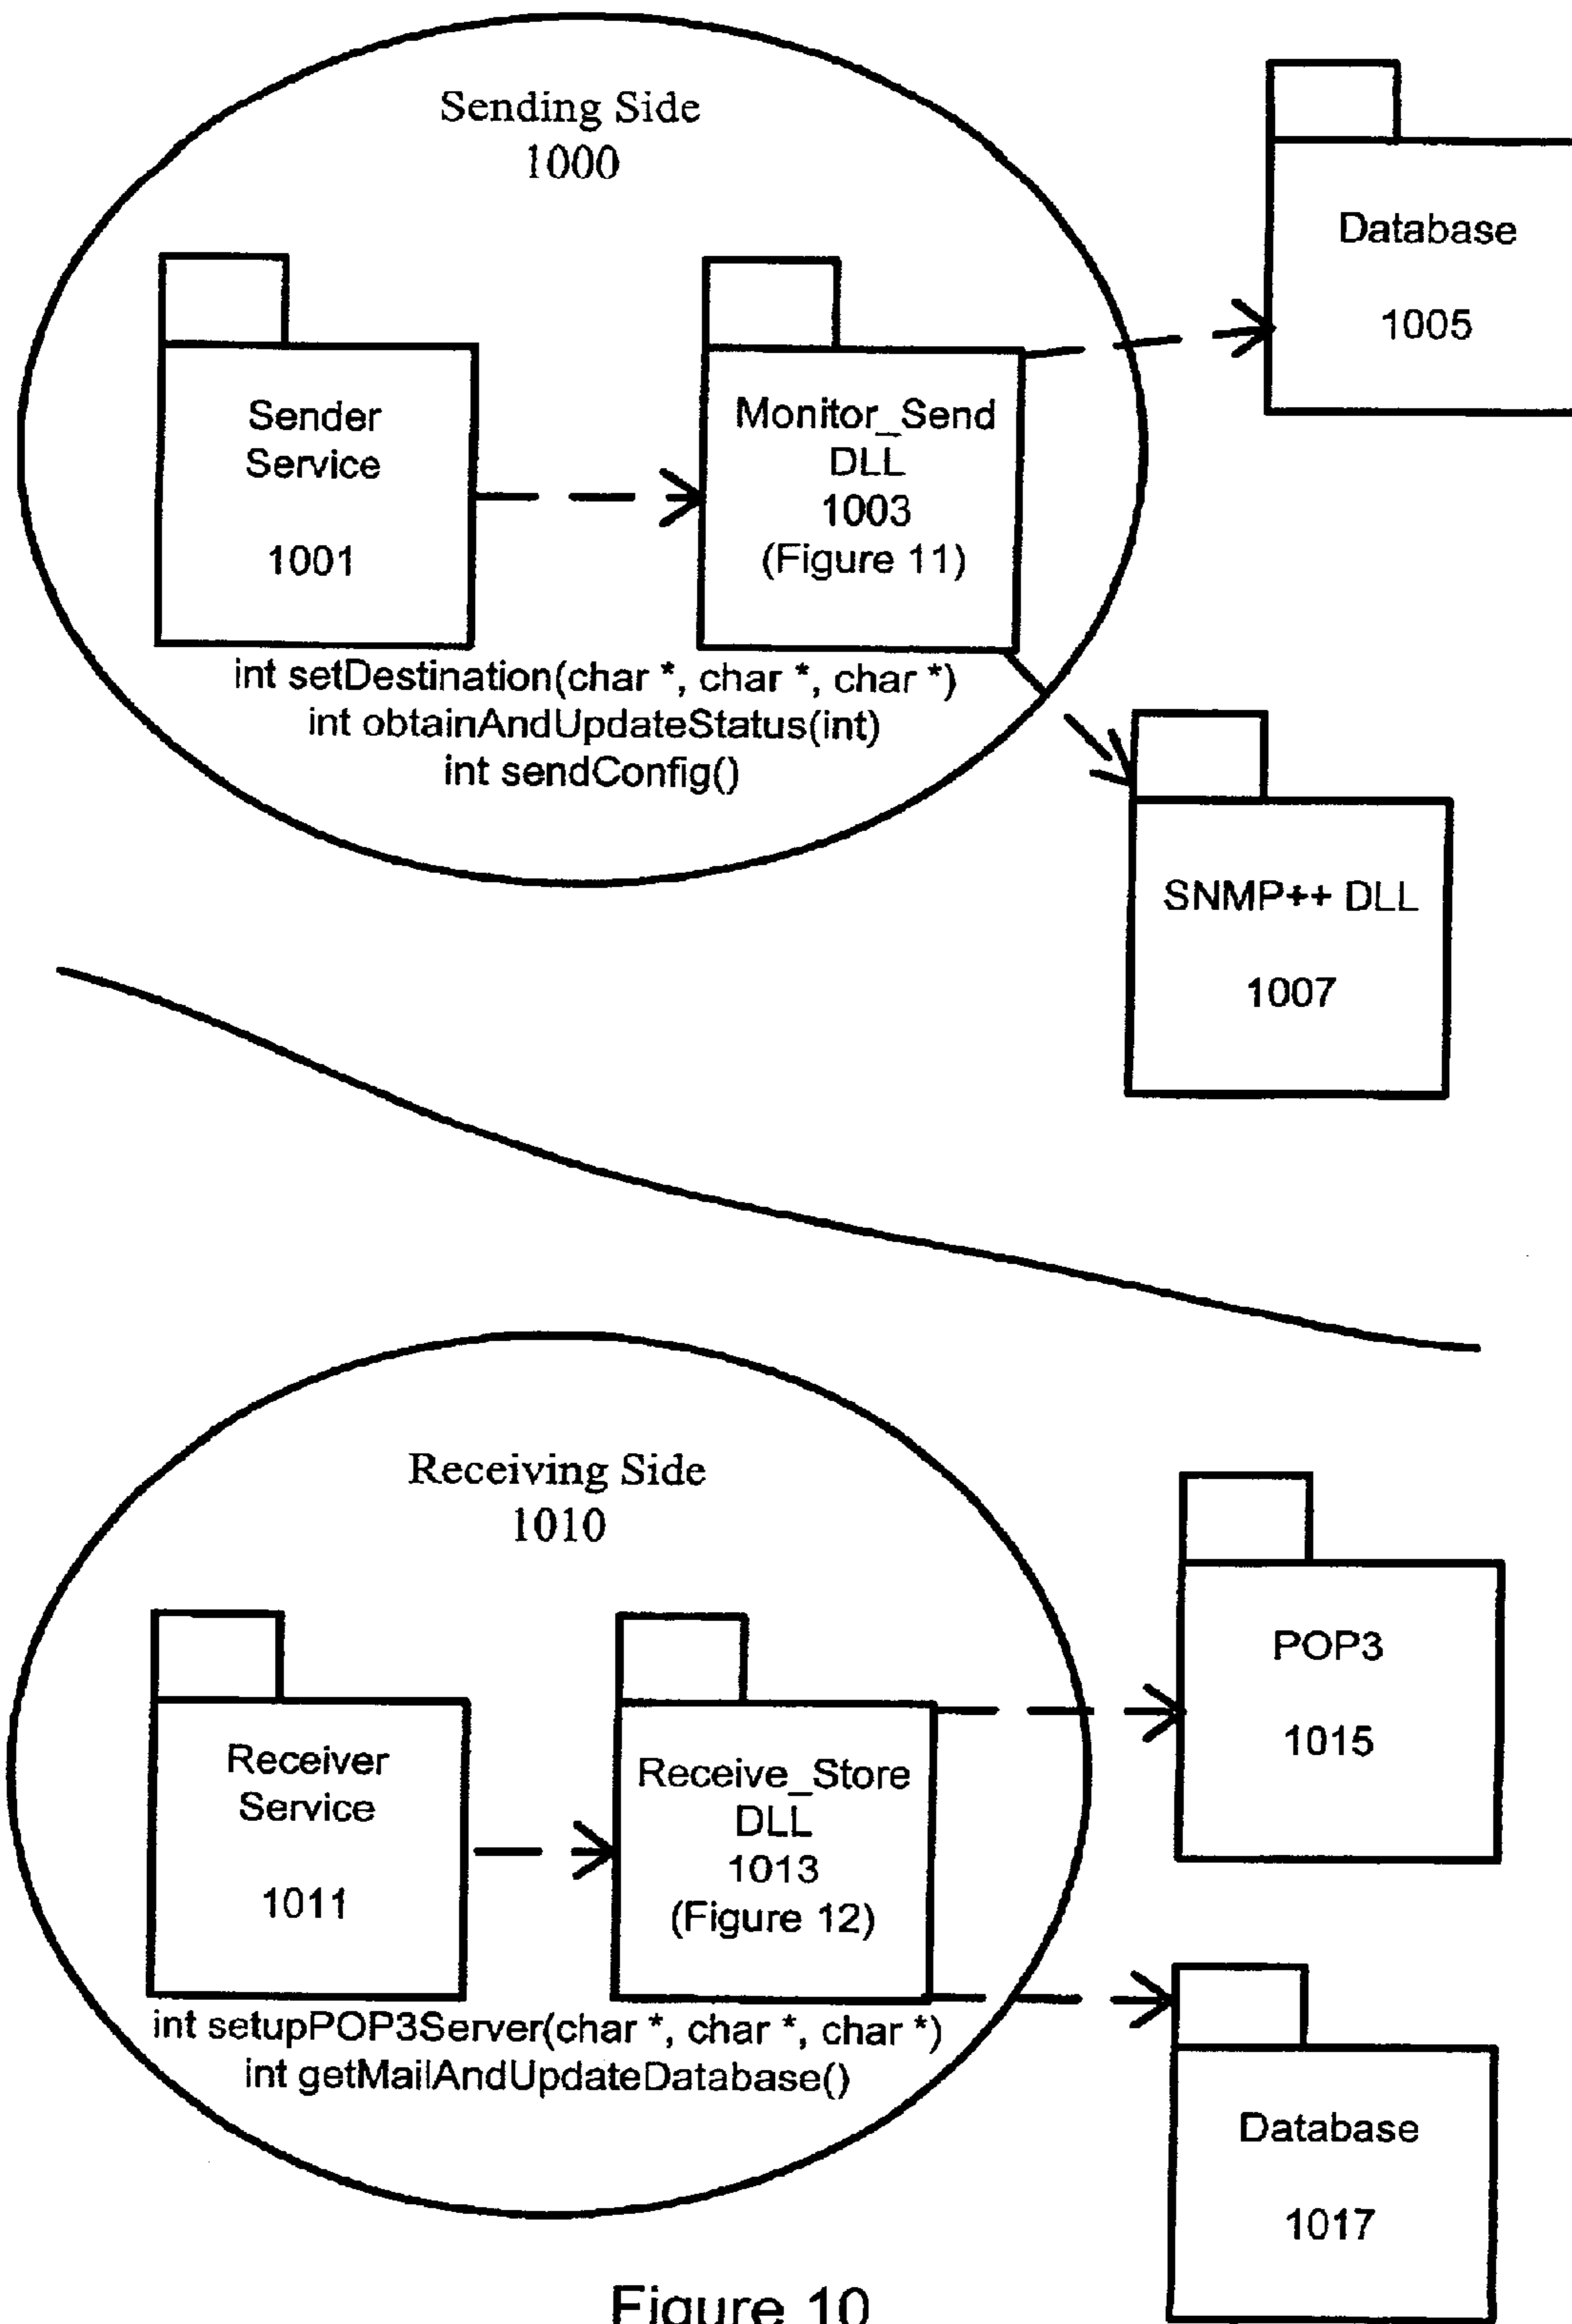 Sending Side
1000
Database
1005
Sender
Service
1001
Monitor_Send
DLL
1003
(Figure 11)
int setDestination(char *, char *, char *)
int obtainAndUpdateStatus(int)
int sendConfig()
SNMP++ DLL
1007
Receiving Side
1010
POP3
1015
Receiver
Service
1011
Receive_Store
DLL
1013
(Figure 12)
int setupPOP3Server(char *, char *, char *)
int getMailAndUpdateDatabase()
Database
1017
Figure 10